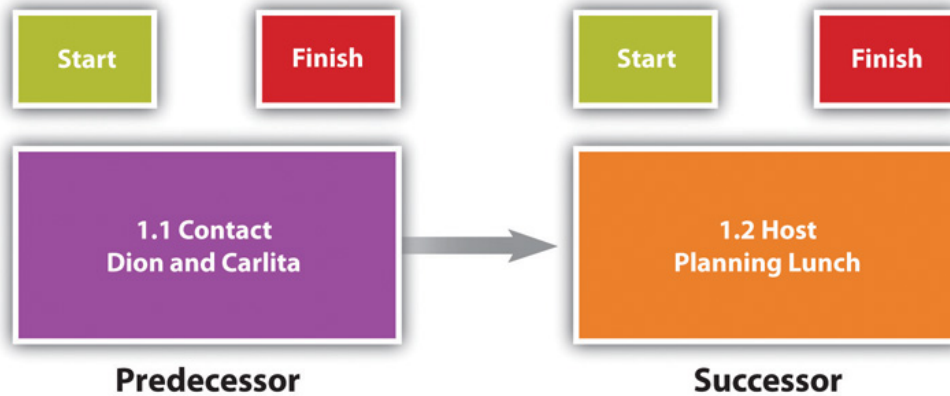 Start
Finish
Start
Finish
1.1 Contact
Dion and Carlita
1.2 Host
Planning Lunch
Predecessor
Successor